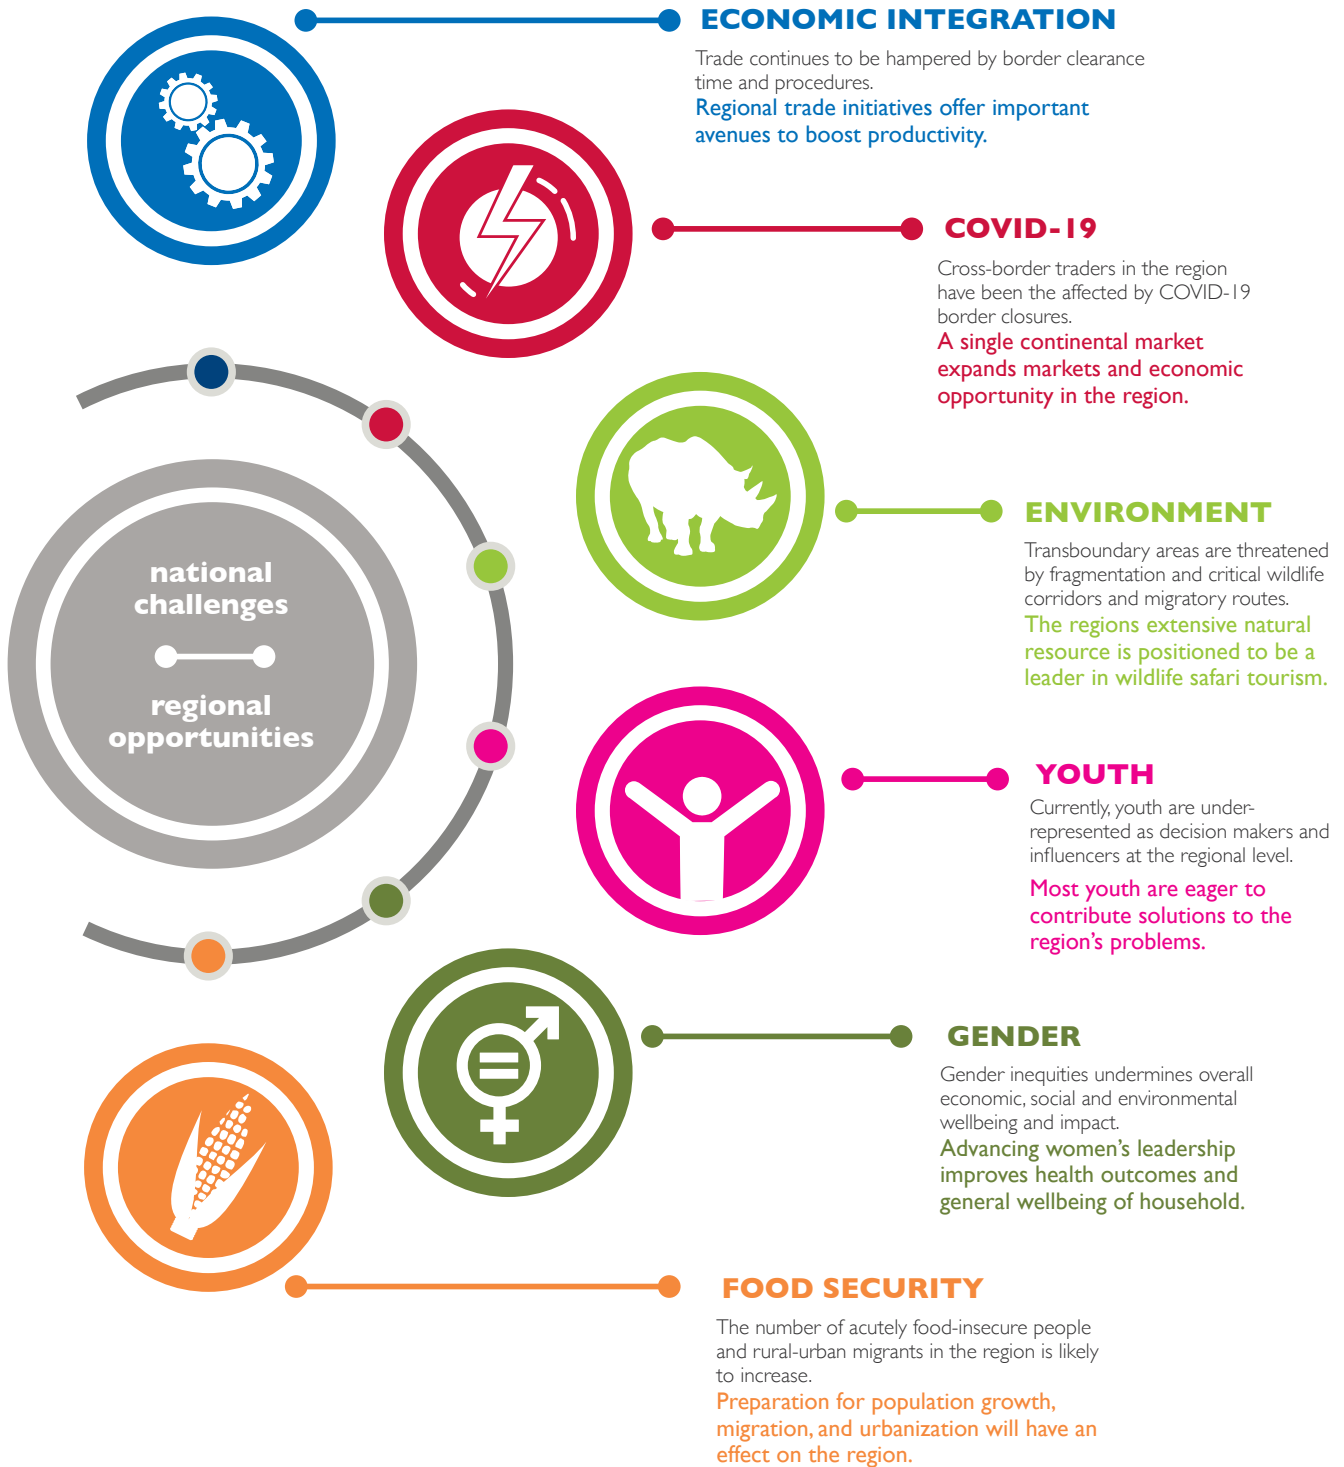 ECONOMIC INTEGRATION
Trade continues to be hampered by border clearance
time and procedures.
Regional trade initiatives offer important
avenues to boost productivity.
COVID-19
Cross-border traders in the region
have been the affected by COVID-19
border closures.
A single continental market
expands markets and economic
opportunity in the region.
ENVIRONMENT
Transboundary areas are threatened
by fragmentation and critical wildlife
corridors and migratory routes.
The regions extensive natural
resource is positioned to be a
leader in wildlife safari tourism.
national
challenges
regional
opportunities
YOUTH
Currently, youth are under-
represented as decision makers and
influencers at the regional level.
Most youth are eager to
contribute solutions to the
region's problems.
GENDER
Gender inequities undermines overall
economic, social and environmental
wellbeing and impact.
Advancing women's leadership
improves health outcomes and
general wellbeing of household.
FOOD SECURITY
The number of acutely food-insecure people
and rural-urban migrants in the region is likely
to increase.
Preparation for population growth,
migration, and urbanization will have an
effect on the region.